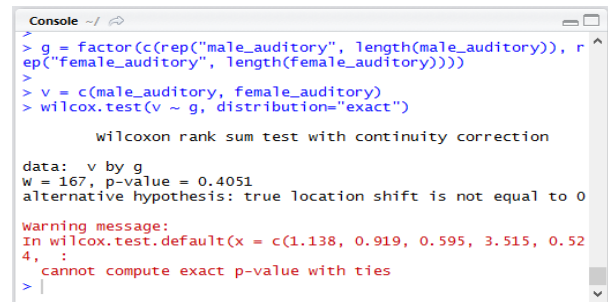 Console ~/
>
> g = factor(c(rep("male_auditory", length(male_auditory)), r
ep("female_auditory", length(female_auditory))))
>
> v = c(male_auditory, female_auditory)
> wilcox.test(v ~ g, distribution="exact")
Wilcoxon rank sum test with continuity correction
data: v by g
W = 167, p-value = 0.4051
alternative hypothesis: true location shift is not equal to 0
Warning message:
In wilcox.test.default(x = c(1.138, 0.919, 0.595, 3.515, 0.52
4, :
cannot compute exact p-value with ties
>